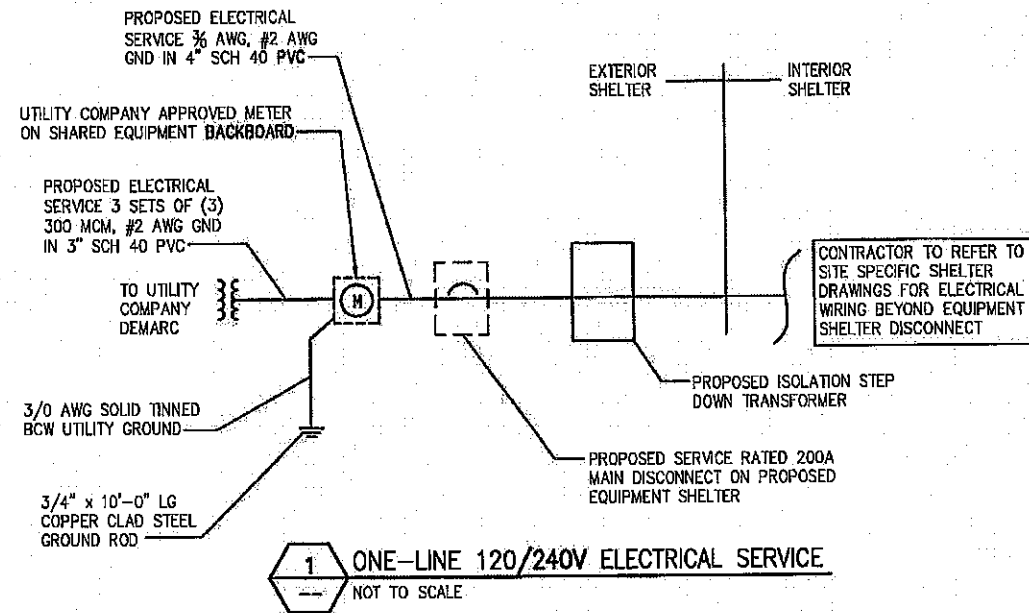 PROPOSED ELECTRICAL
SERVICE 3/0 AWG, #2 AWG
GND IN 4" SCH 40 PVC
UTILITY COMPANY APPROVED METER
ON SHARED EQUIPMENT BACKBOARD
PROPOSED ELECTRICAL
SERVICE 3 SETS OF (3)
300 MCM, #2 AWG GND
IN 3" SCH 40 PVC
TO UTILITY
COMPANY
DEMARC
M
3/0 AWG SOLID TINNED
BCW UTILITY GROUND
3/4" x 10'-0" LG
COPPER CLAD STEEL
GROUND ROD
EXTERIOR
SHELTER
INTERIOR
SHELTER
CONTRACTOR TO REFER TO
SITE SPECIFIC SHELTER
DRAWINGS FOR ELECTRICAL
WIRING BEYOND EQUIPMENT
SHELTER DISCONNECT
PROPOSED ISOLATION STEP
DOWN TRANSFORMER
PROPOSED SERVICE RATED 200A
MAIN DISCONNECT ON PROPOSED
EQUIPMENT SHELTER
1
--
ONE-LINE 120/240V ELECTRICAL SERVICE
NOT TO SCALE